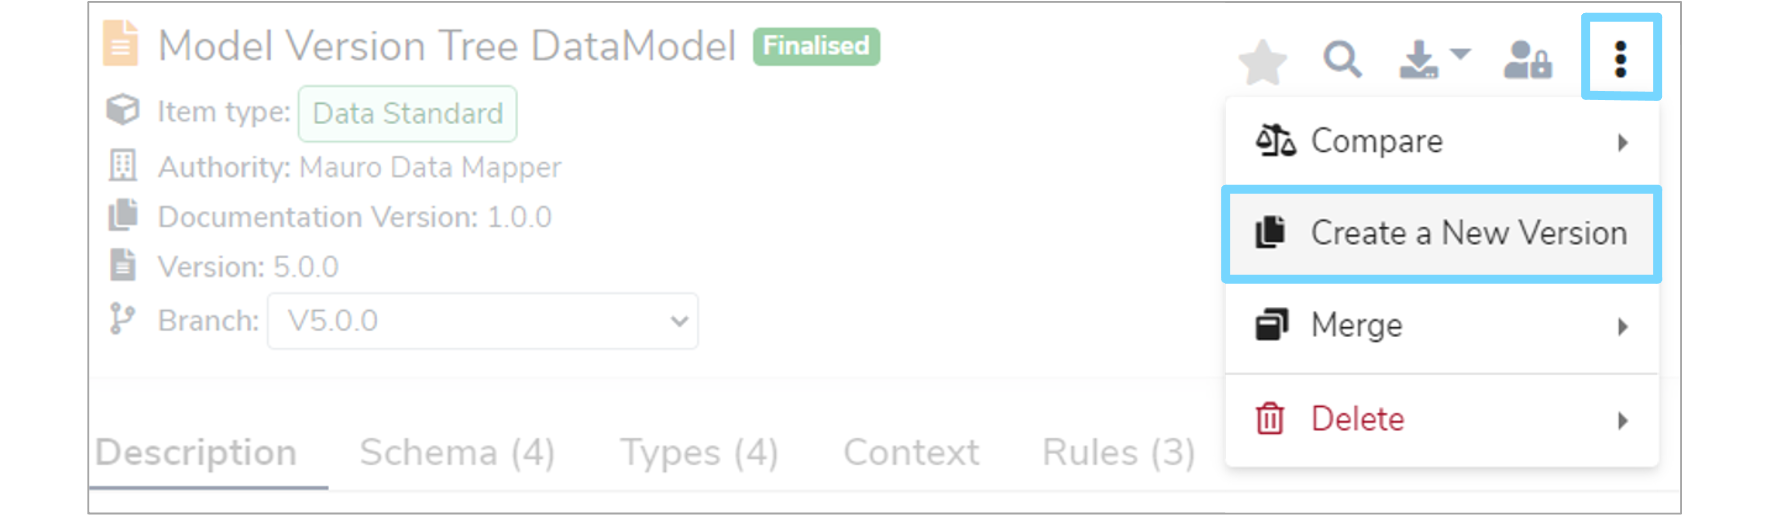 Model Version Tree DataModel Finalised
Item type: Data Standard
Authority: Mauro Data Mapper
Documentation Version: 1.0.0
Version: 5.0.0
Branch: V5.0.0
Compare
Create a New Version
Merge
Delete
Description Schema (4) Types (4) Context Rules (3)